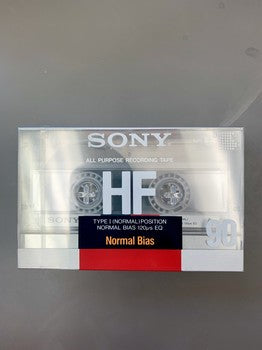 SONY
ALL PURPOSE RECORDING TAPE
HF
SONY
TYPE I (NORMAL) POSITION
NORMAL BIAS 120µs EQ
Normal Bias
90